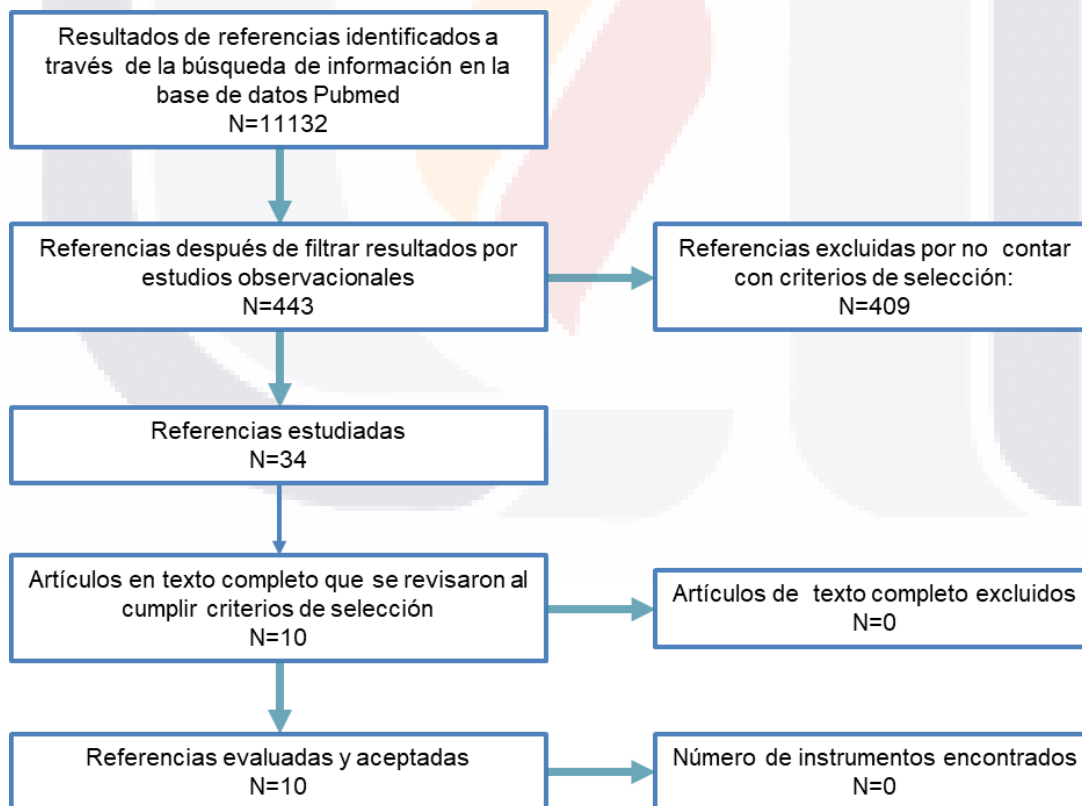 Resultados de referencias identificados a
través de la búsqueda de información en la
base de datos Pubmed
N=11132
Referencias después de filtrar resultados por
estudios observacionales
N=443
Referencias excluidas por no contar
con criterios de selección:
N=409
Referencias estudiadas
N=34
Artículos en texto completo que se revisaron al
cumplir criterios de selección
N=10
Artículos de texto completo excluidos
N=0
Referencias evaluadas y aceptadas
N=10
Número de instrumentos encontrados
N=0